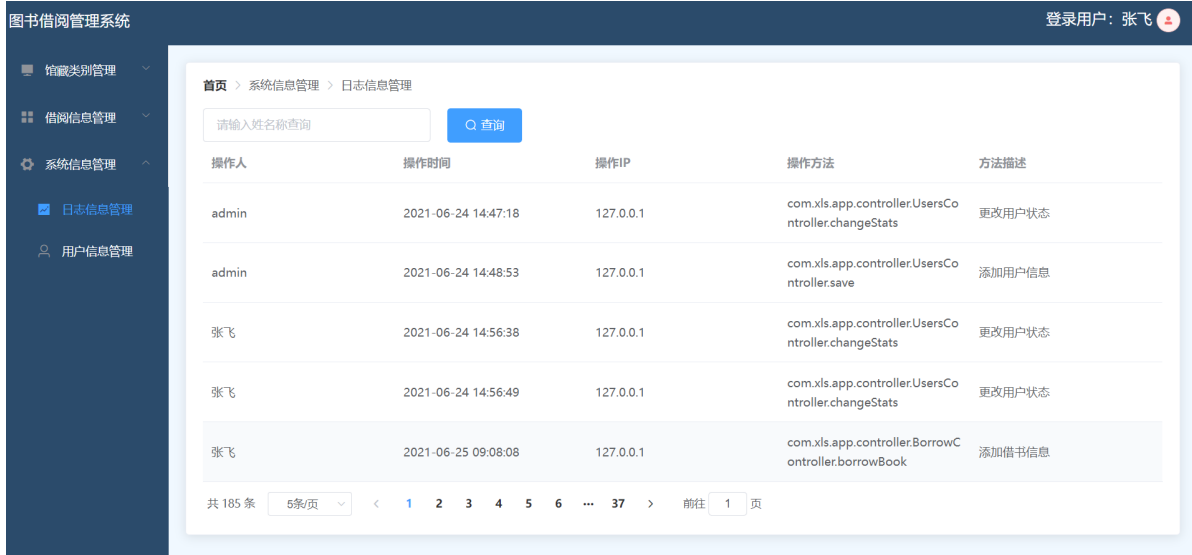 图书借阅管理系统
登录用户：张飞
馆藏类别管理
借阅信息管理
系统信息管理
日志信息管理
用户信息管理
首页 > 系统信息管理 > 日志信息管理
请输入姓名称查询
查询
操作人 操作时间 操作IP 操作方法 方法描述
admin 2021-06-24 14:47:18 127.0.0.1 com.xls.app.controller.UsersCo
ntroller.changeStats 更改用户状态
admin 2021-06-24 14:48:53 127.0.0.1 com.xls.app.controller.UsersCo
ntroller.save 添加用户信息
张飞 2021-06-24 14:56:38 127.0.0.1 com.xls.app.controller.UsersCo
ntroller.changeStats 更改用户状态
张飞 2021-06-24 14:56:49 127.0.0.1 com.xls.app.controller.UsersCo
ntroller.changeStats 更改用户状态
张飞 2021-06-25 09:08:08 127.0.0.1 com.xls.app.controller.BorrowC
ontroller.borrowBook 添加借书信息
共 185 条 5条/页 < 1 2 3 4 5 6 ··· 37 > 前往 1 页